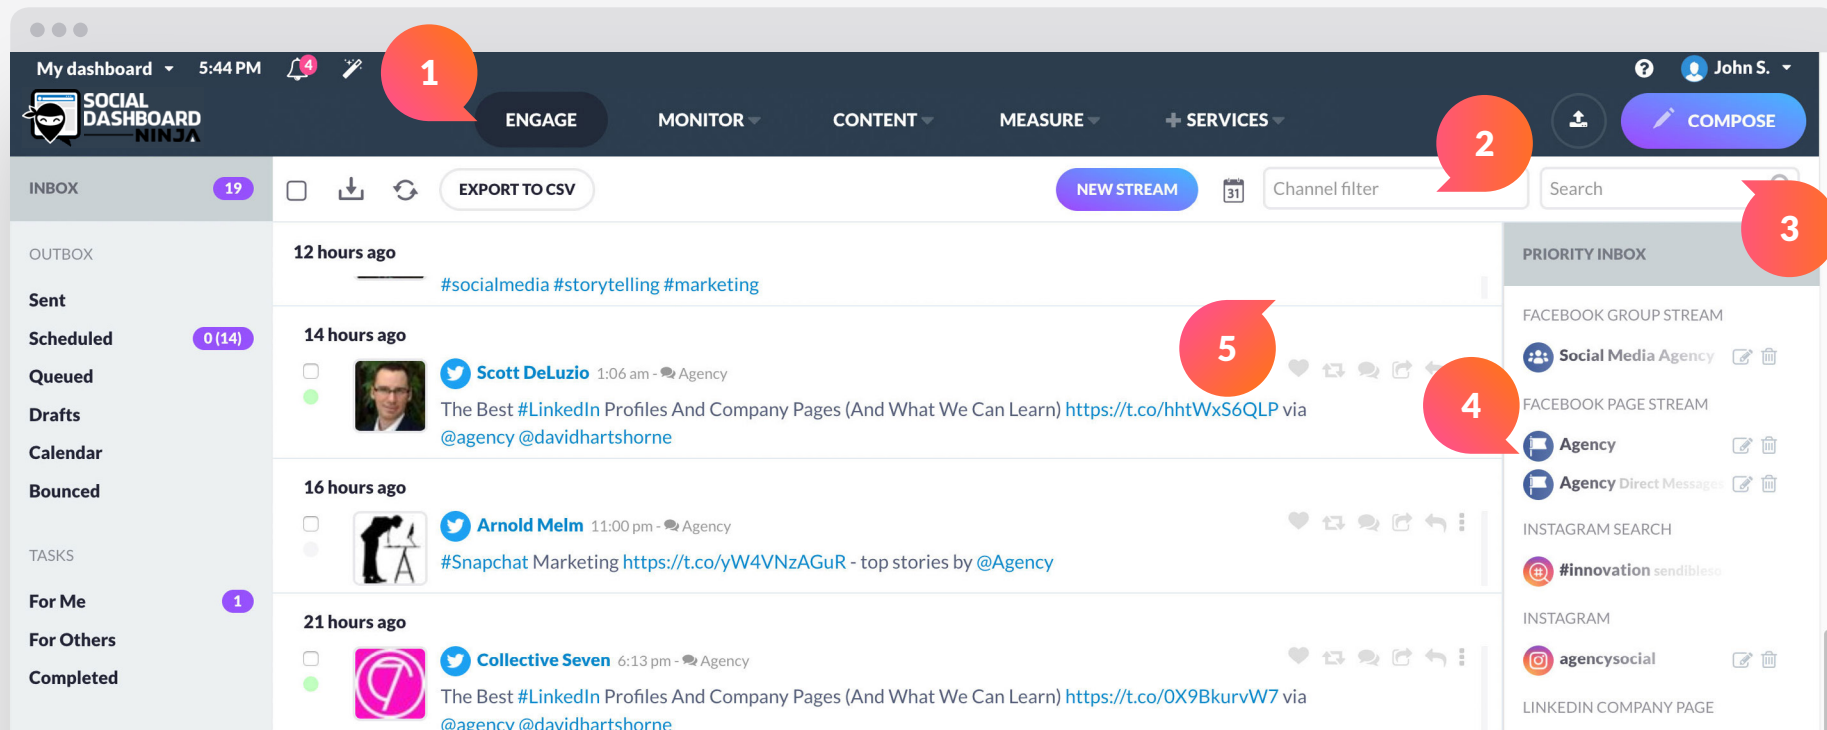 My dashboard 5:44 PM 4
John S.
1
SOCIAL
DASHBOARD
NINJA
ENGAGE MONITOR CONTENT MEASURE SERVICES
COMPOSE
2
INBOX 19
EXPORT TO CSV
NEW STREAM
31
Channel filter
Search
3
OUTBOX
Sent
Scheduled 0 (14)
Queued
Drafts
Calendar
Bounced
TASKS
For Me 1
For Others
Completed
12 hours ago
#socialmedia #storytelling #marketing
14 hours ago
5
Scott DeLuzio 1:06 am - Agency
The Best #LinkedIn Profiles And Company Pages (And What We Can Learn) https://t.co/hhtWxS6QLP via
@agency @davidhartshorne
16 hours ago
Arnold Melm 11:00 pm - Agency
#Snapchat Marketing https://t.co/yW4VNzAGuR - top stories by @Agency
21 hours ago
Collective Seven 6:13 pm - Agency
The Best #LinkedIn Profiles And Company Pages (And What We Can Learn) https://t.co/0X9BkurvW7 via
@agency @davidhartshorne
PRIORITY INBOX
FACEBOOK GROUP STREAM
Social Media Agency
4
FACEBOOK PAGE STREAM
Agency
Agency Direct Messages
INSTAGRAM SEARCH
#innovation sendibleso
INSTAGRAM
agencysocial
LINKEDIN COMPANY PAGE